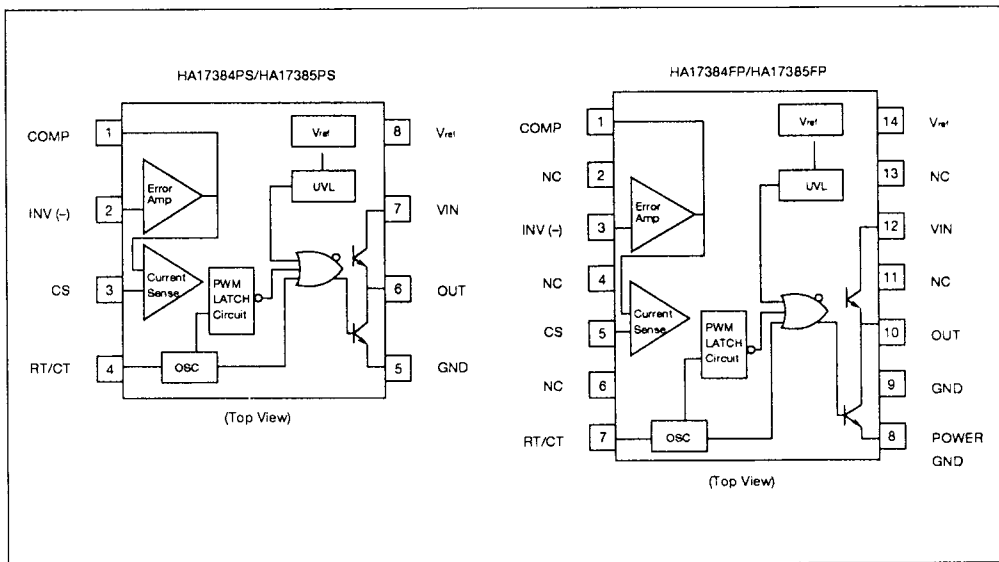 HA17384PS/HA17385PS
COMP 1
8 Vref
Vref
UVL
Error
Amp
INV (–) 2
7 VIN
CS 3
Current
Sense
PWM
LATCH
Circuit
6 OUT
RT/CT 4
OSC
5 GND
(Top View)
HA17384FP/HA17385FP
COMP 1
14 Vref
Vref
NC 2
13 NC
UVL
Error
Amp
INV (–) 3
12 VIN
NC 4
11 NC
Current
Sense
CS 5
PWM
LATCH
Circuit
10 OUT
NC 6
9 GND
RT/CT 7
OSC
8 POWER
GND
(Top View)